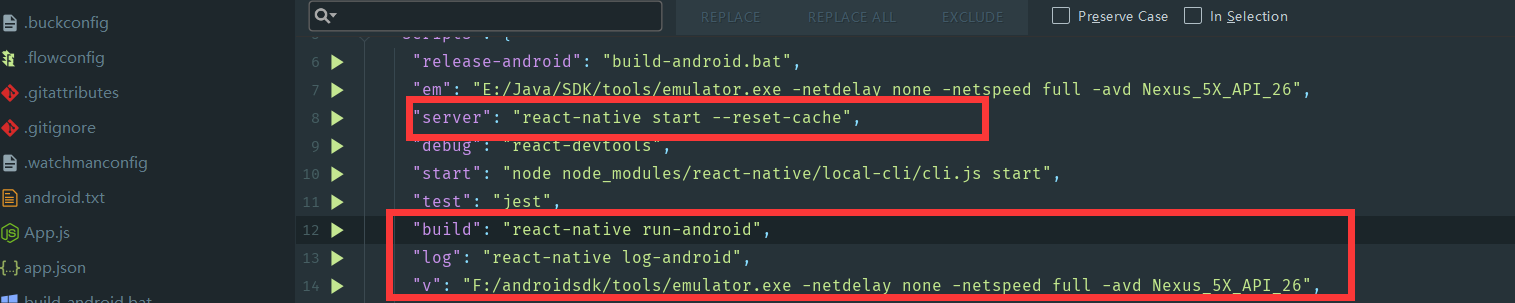 .buckconfig
.flowconfig
.gitattributes
.gitignore
.watchmanconfig
android.txt
App.js
app.json
build-android.bat
REPLACE REPLACE ALL EXCLUDE Preserve Case In Selection
scripts": {
6 "release-android": "build-android.bat",
7 "em": "E:/Java/SDK/tools/emulator.exe -netdelay none -netspeed full -avd Nexus_5X_API_26",
8 "server": "react-native start --reset-cache",
9 "debug": "react-devtools",
10 "start": "node node_modules/react-native/local-cli/cli.js start",
11 "test": "jest",
12 "build": "react-native run-android",
13 "log": "react-native log-android",
14 "v": "F:/androidsdk/tools/emulator.exe -netdelay none -netspeed full -avd Nexus_5X_API_26",